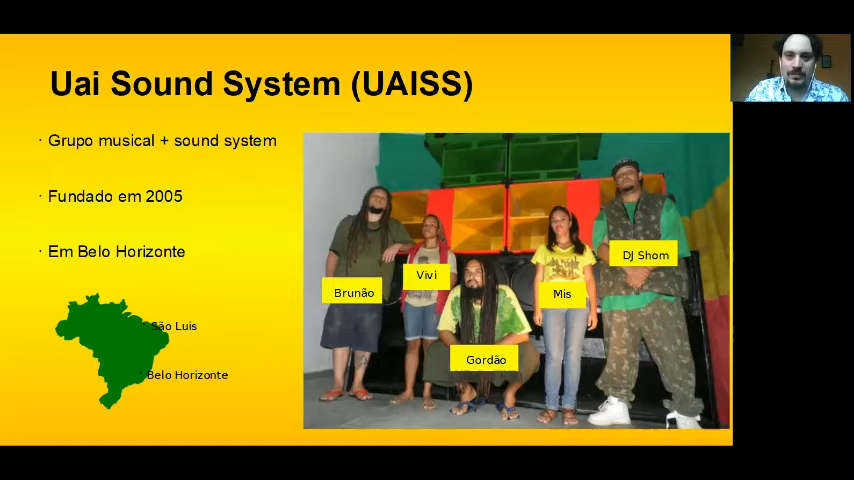 Uai Sound System (UAISS)
· Grupo musical + sound system
· Fundado em 2005
· Em Belo Horizonte
São Luis
Belo Horizonte
Brunão
Vivi
Gordão
Mis
DJ Shom